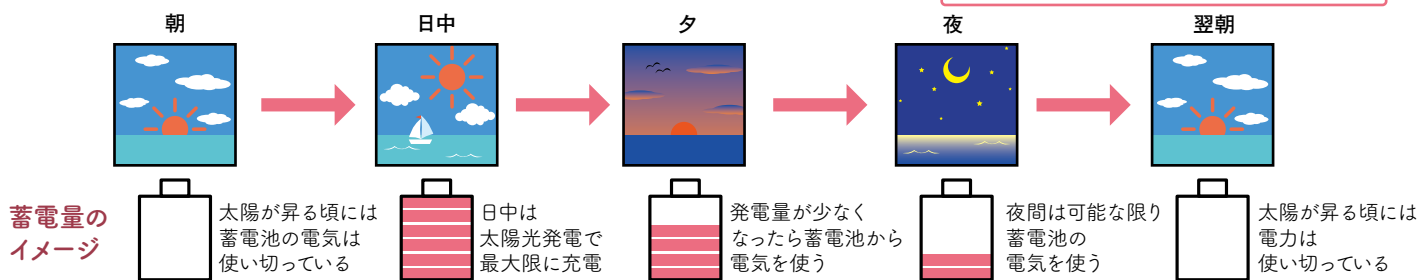 朝
日中
夕
夜
翌朝
蓄電量の
イメージ
太陽が昇る頃には
蓄電池の電気は
使い切っている
日中は
太陽光発電で
最大限に充電
発電量が少なく
なったら蓄電池から
電気を使う
夜間は可能な限り
蓄電池の
電気を使う
太陽が昇る頃には
電力は
使い切っている